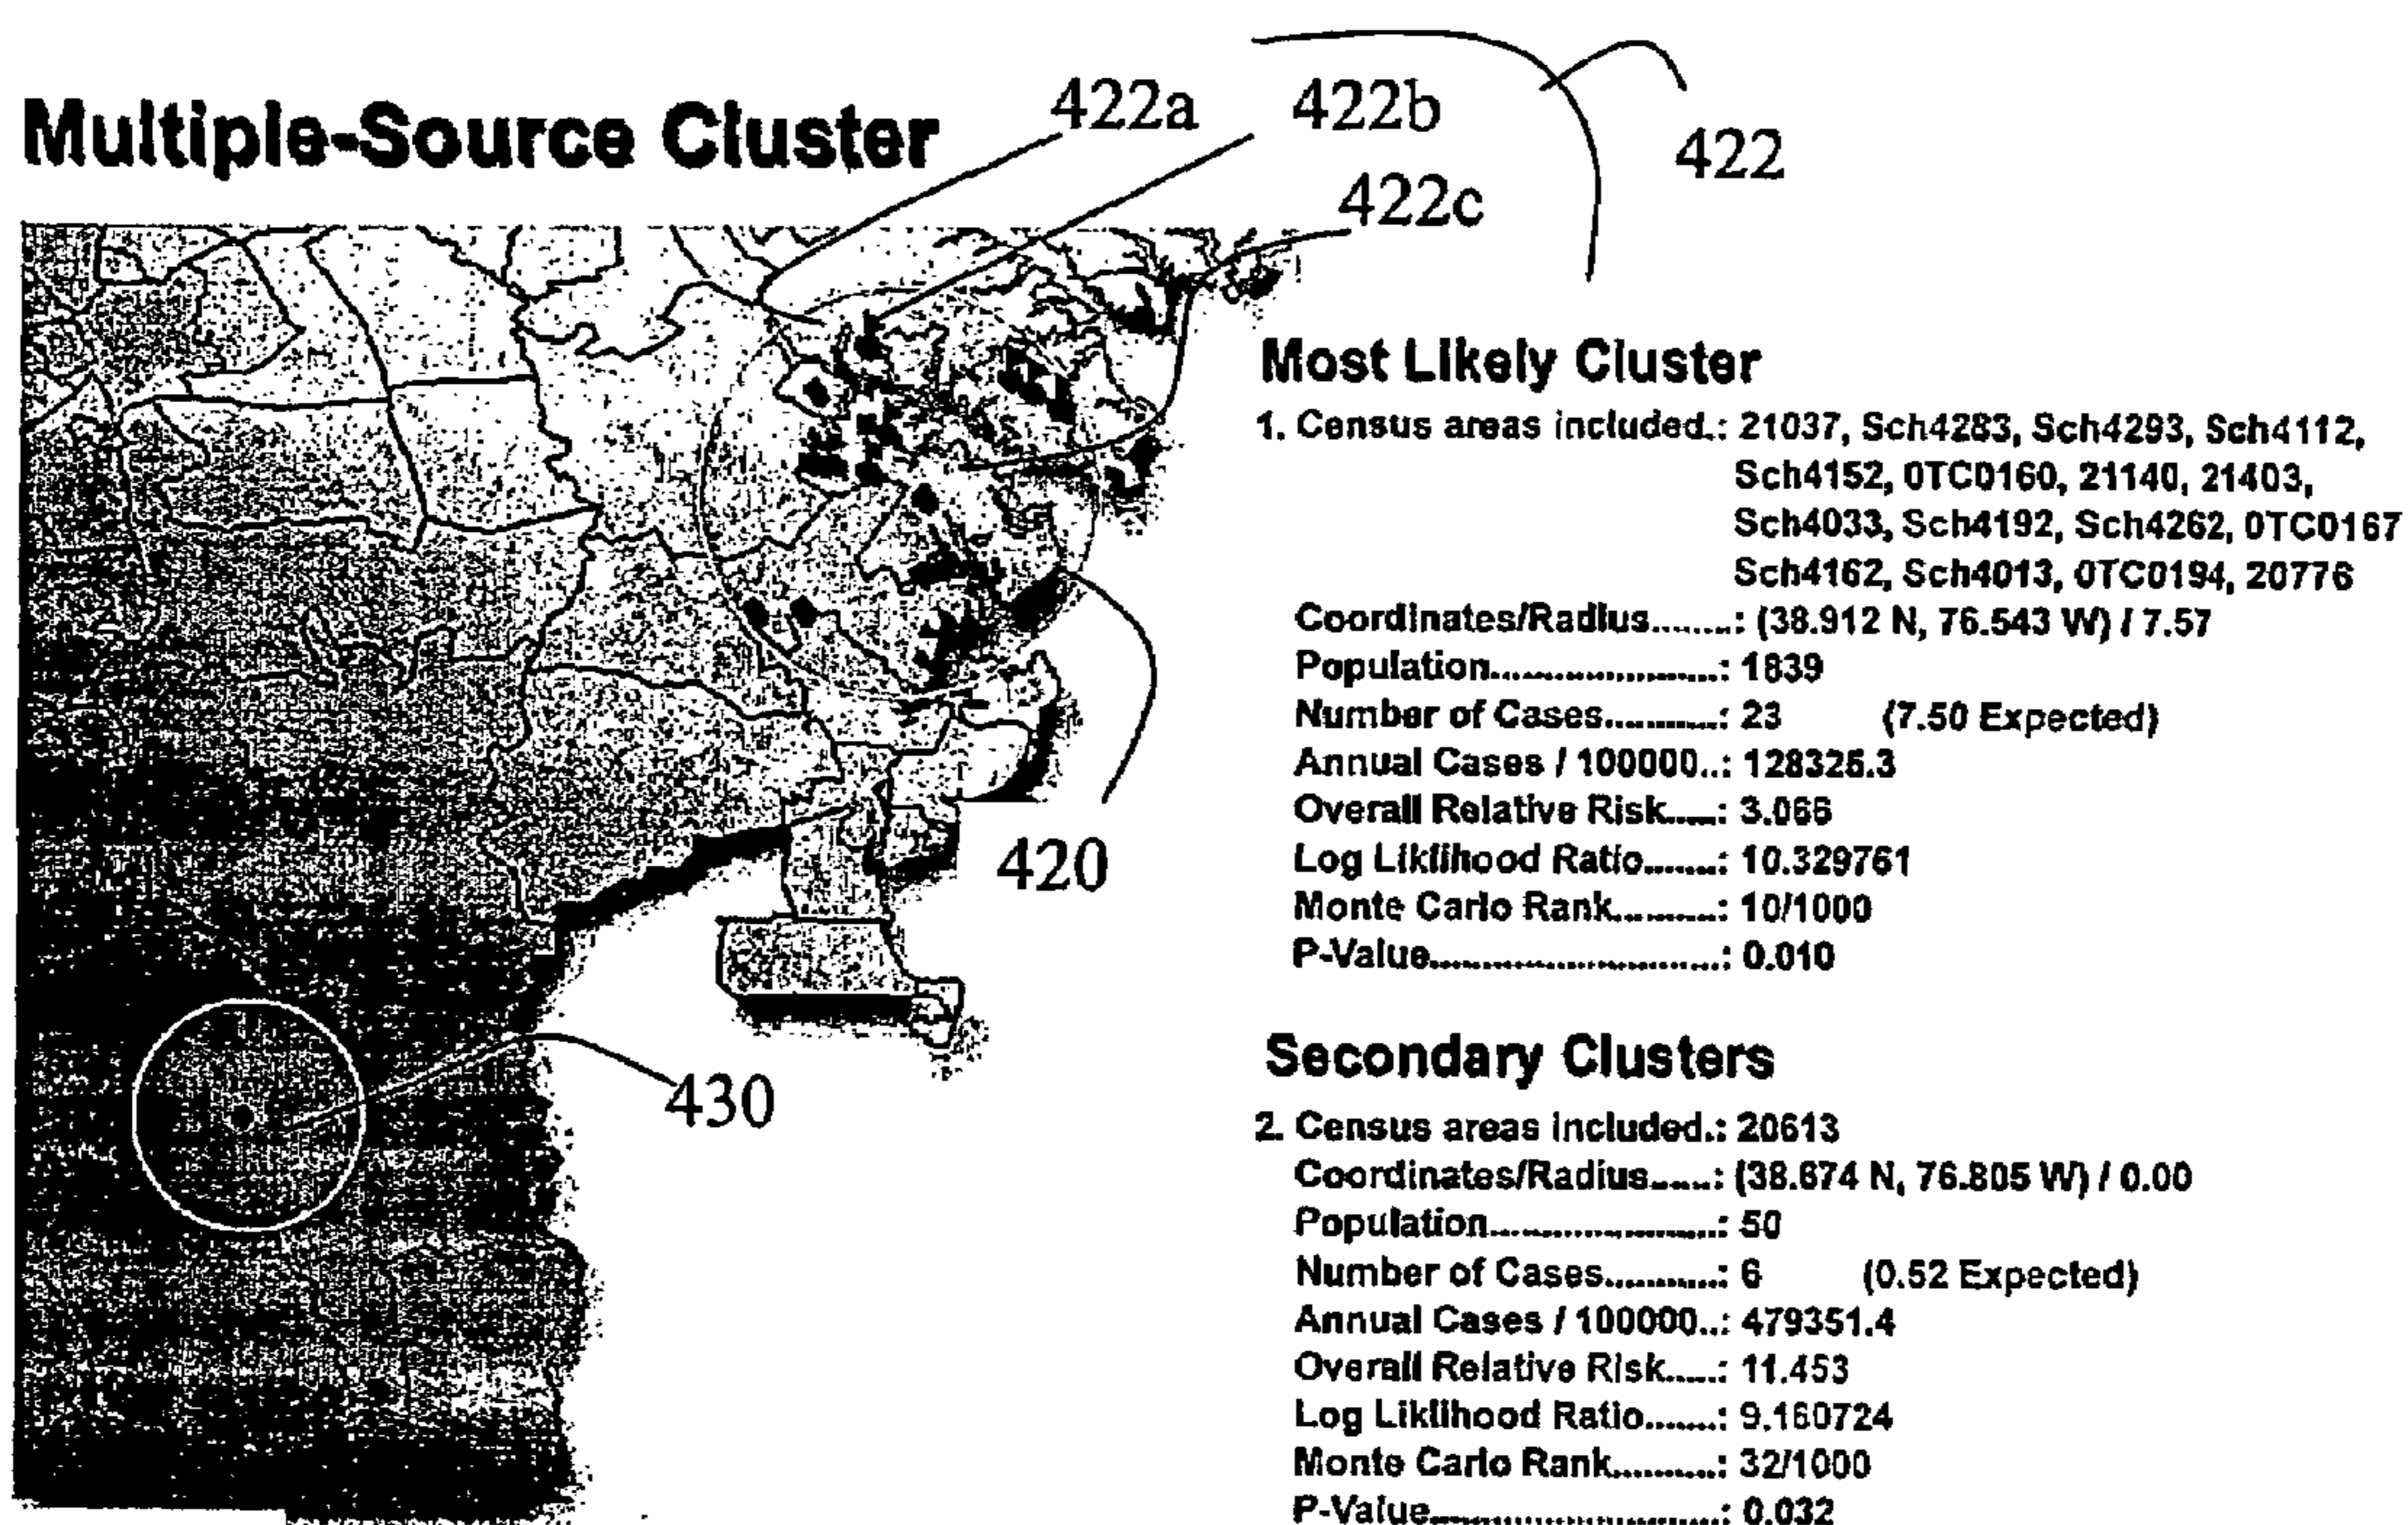 Multiple-Source Cluster
422a
422b
422
422c
420
430
Most Likely Cluster
1. Census areas included.: 21037, Sch4283, Sch4293, Sch4112,
Sch4152, 0TC0160, 21140, 21403,
Sch4033, Sch4192, Sch4262, 0TC0167
Sch4162, Sch4013, 0TC0194, 20776
Coordinates/Radius........: (38.912 N, 76.543 W) / 7.57
Population......................: 1839
Number of Cases...........: 23 (7.50 Expected)
Annual Cases / 100000..: 128325.3
Overall Relative Risk.....: 3.066
Log Liklihood Ratio.......: 10.329761
Monte Carlo Rank..........: 10/1000
P-Value............................: 0.010
Secondary Clusters
2. Census areas included.: 20613
Coordinates/Radius......: (38.674 N, 76.805 W) / 0.00
Population......................: 50
Number of Cases...........: 6 (0.52 Expected)
Annual Cases / 100000..: 479351.4
Overall Relative Risk.....: 11.453
Log Liklihood Ratio.......: 9.160724
Monte Carlo Rank..........: 32/1000
P-Value............................: 0.032